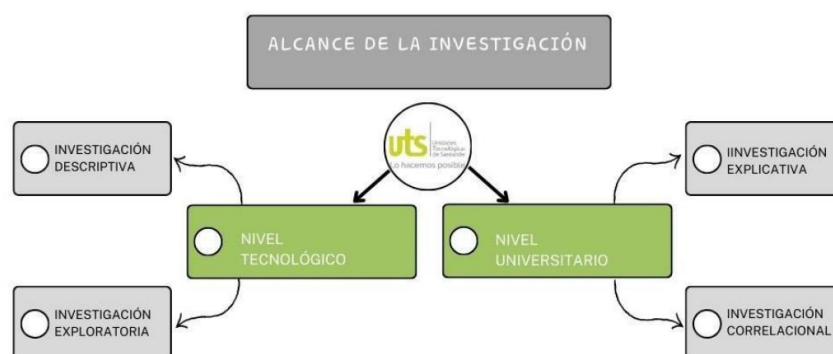 ALCANCE DE LA INVESTIGACIÓN
uts
Unidades
Tecnológicas
de Santander
Lo hacemos posible
INVESTIGACIÓN
DESCRIPTIVA
IINVESTIGACIÓN
EXPLICATIVA
NIVEL
TECNOLÓGICO
NIVEL
UNIVERSITARIO
INVESTIGACIÓN
EXPLORATORIA
INVESTIGACIÓN
CORRELACIONAL